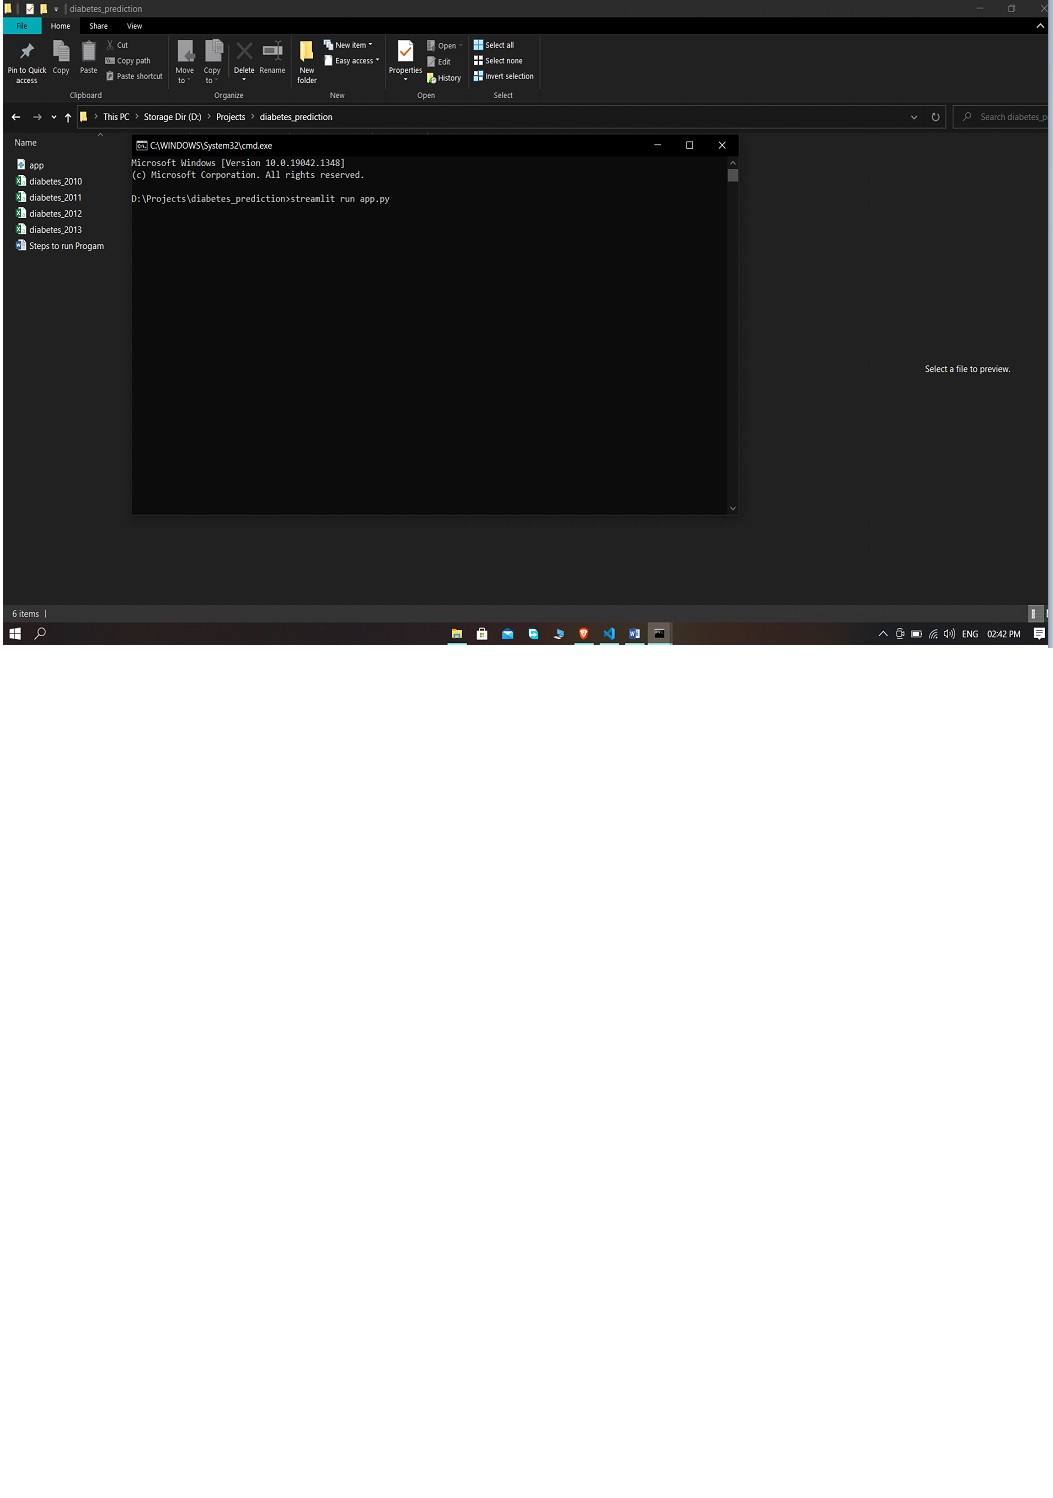 diabetes_prediction
File Home Share View
Pin to Quick access
Copy
Paste
Cut
Copy path
Paste shortcut
Move to
Copy to
Delete
Rename
New folder
New item
Easy access
Properties
Open
Edit
History
Select all
Select none
Invert selection
Clipboard Organize New Open Select
This PC > Storage Dir (D:) > Projects > diabetes_prediction
Search diabetes_p
Name
app
diabetes_2010
diabetes_2011
diabetes_2012
diabetes_2013
Steps to run Progam
C:\WINDOWS\System32\cmd.exe
Microsoft Windows [Version 10.0.19042.1348]
(c) Microsoft Corporation. All rights reserved.
D:\Projects\diabetes_prediction>streamlit run app.py
Select a file to preview.
6 items
ENG 02:42 PM